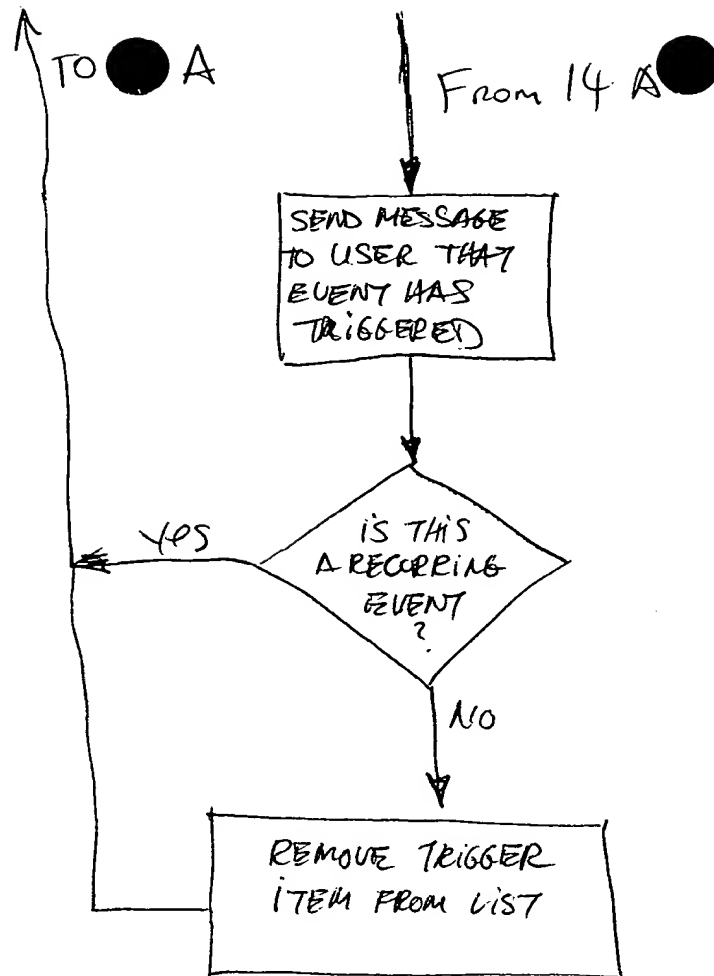 TO A
From 14 A
SEND MESSAGE
TO USER THAT
EVENT HAS
TRIGGERED
IS THIS
A RECURRING
EVENT
?
Yes
NO
REMOVE TRIGGER
ITEM FROM LIST